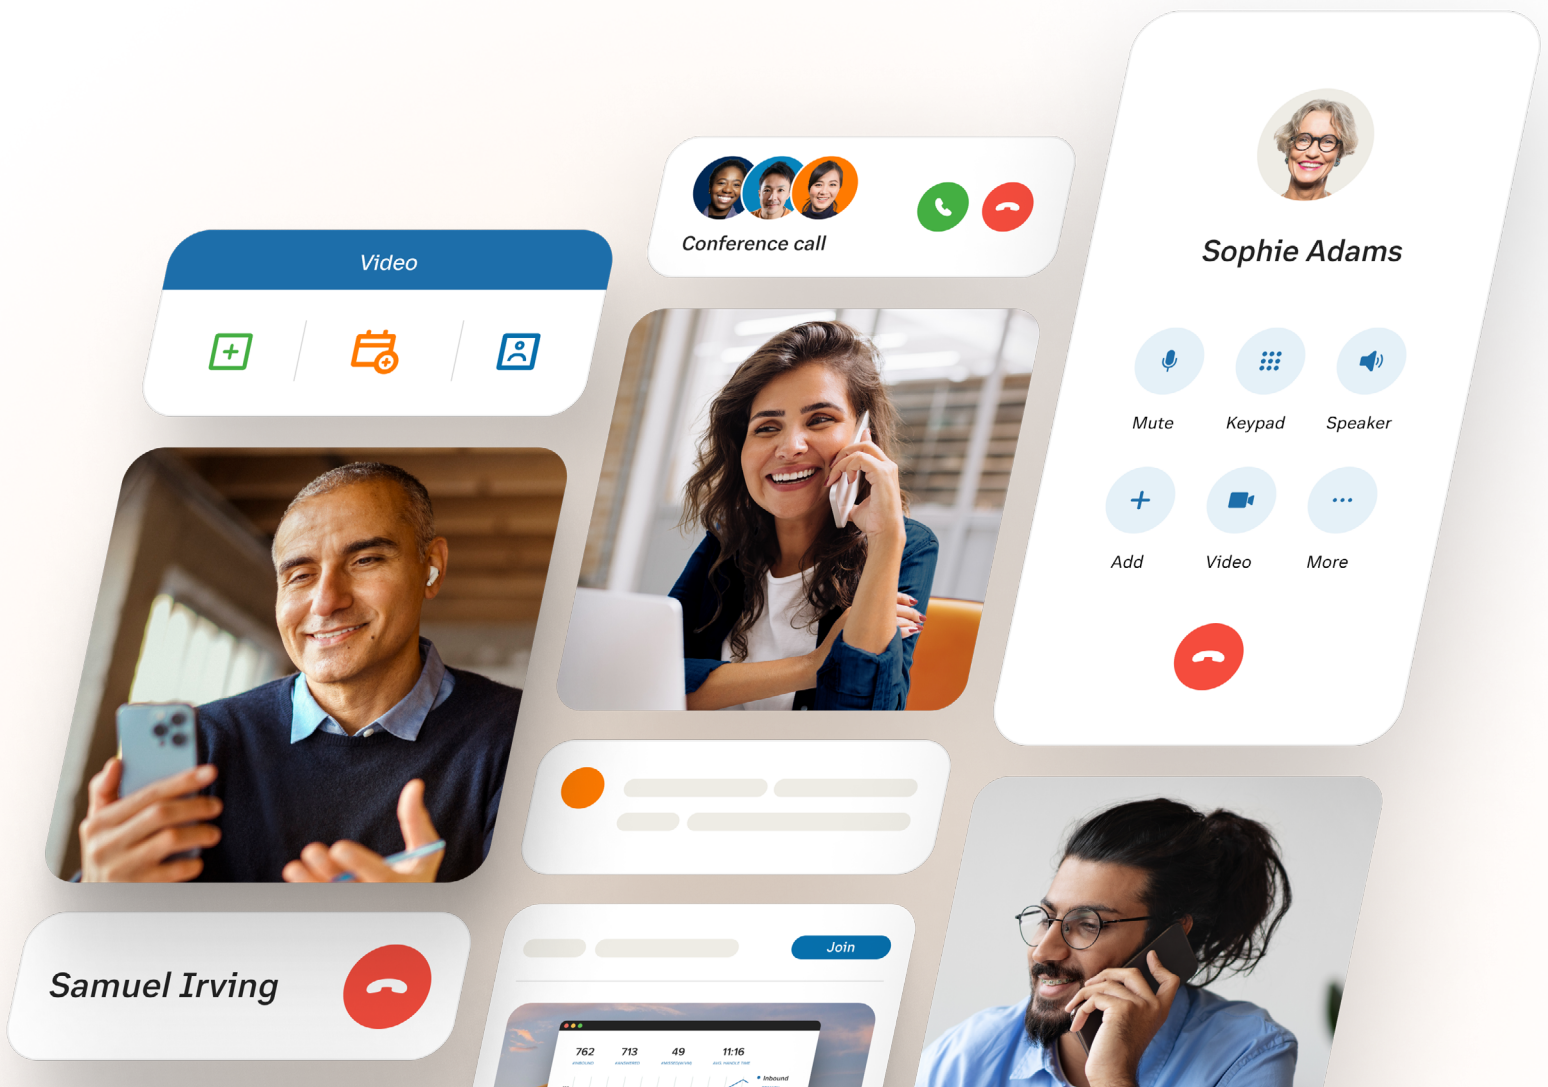 Video
Conference call
Sophie Adams
Mute Keypad Speaker
Add Video More
Samuel Irving
Join
762 713 49 11:16
Inbound